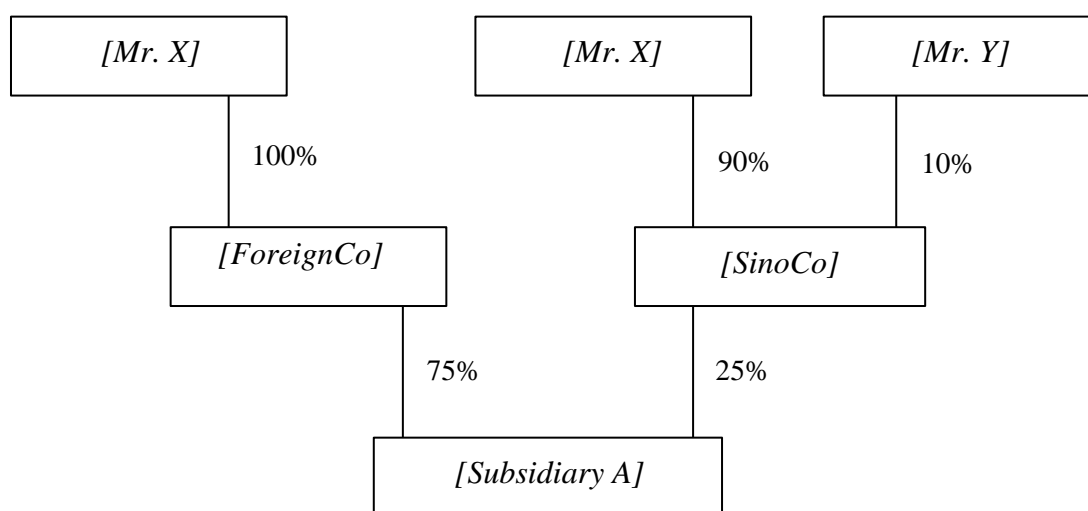 [Mr. X]
[Mr. X]
[Mr. Y]
100%
90%
10%
[ForeignCo]
[SinoCo]
75%
25%
[Subsidiary A]